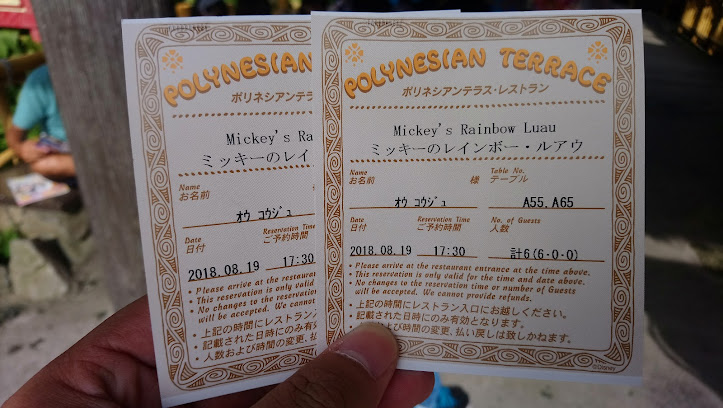 POLYNESIAN
ポリネシアンテラス・レ
Mickey's Ra
ミッキーのレイ
Name
お名前
オウ コウジュ
Date
日付
Reservation Time
ご予約時間
2018.08.19 17:30
• Please arrive at the restaurant
• This reservation is only valid
• No changes to the reservation
will be accepted. We cannot
• 上記の時間にレストラン入
• 記載された日時にのみ有効
• 人数および時間の変更、払
POLYNESIAN TERRACE
ポリネシアンテラス・レストラン
Mickey's Rainbow Luau
ミッキーのレインボー・ルアウ
Name
お名前 様
Table No.
テーブル
オウ コウジュ A55,A65
Date
日付
Reservation Time
ご予約時間
No. of Guests
人数
2018.08.19 17:30 計6(6-0-0)
• Please arrive at the restaurant entrance at the time above.
• This reservation is only valid for the time and date above.
• No changes to the reservation time or number of Guests
will be accepted. We cannot provide refunds.
• 上記の時間にレストラン入口にお越しください。
• 記載された日時にのみ有効となります。
および時間の変更、払い戻しは致しかねます。
©Disney